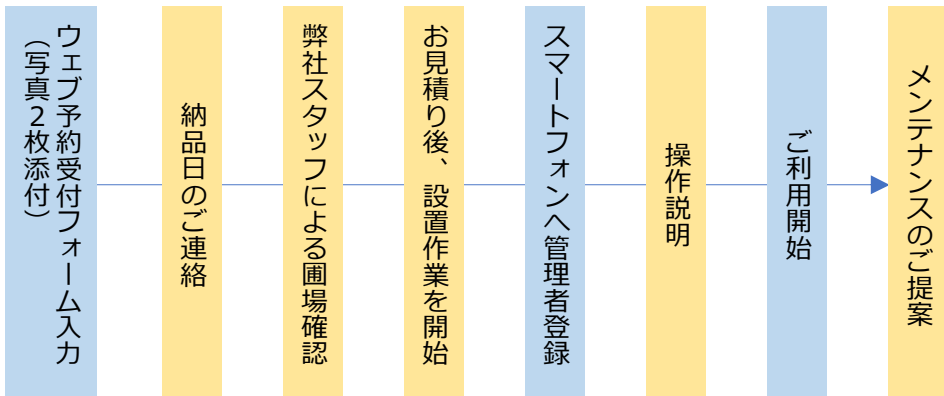 ウェブ予約受付フォーム入力
（写真２枚添付）
納品日のご連絡
弊社スタッフによる圃場確認
お見積り後、設置作業を開始
スマートフォンへ管理者登録
操作説明
ご利用開始
メンテナンスのご提案